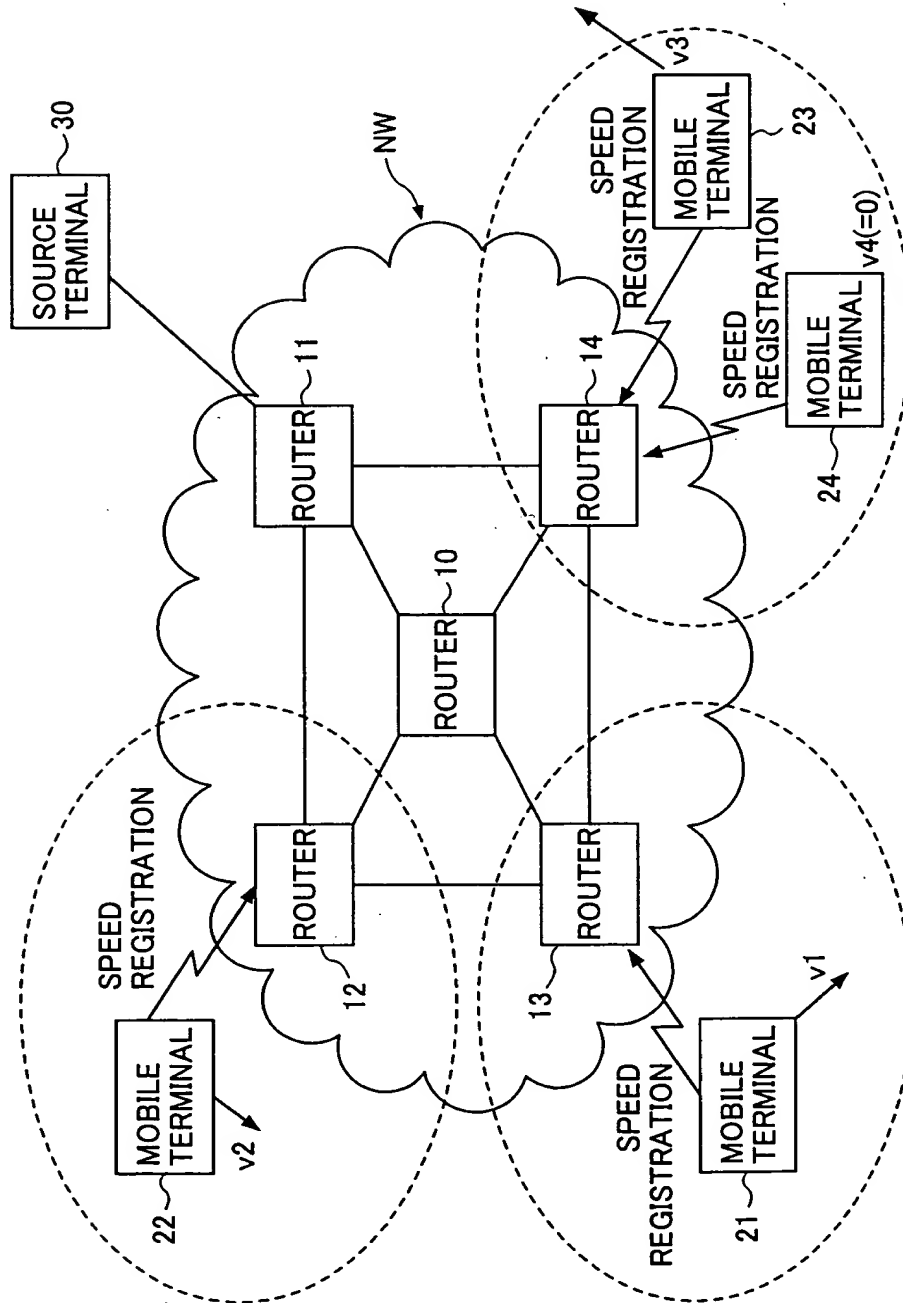 SOURCE
TERMINAL
30
NW
ROUTER
11
ROUTER
12
ROUTER
10
ROUTER
13
ROUTER
14
SPEED
REGISTRATION
MOBILE
TERMINAL
22
v2
SPEED
REGISTRATION
MOBILE
TERMINAL
21
v1
SPEED
REGISTRATION
MOBILE
TERMINAL
23
v3
SPEED
REGISTRATION
MOBILE
TERMINAL
24
v4(=0)